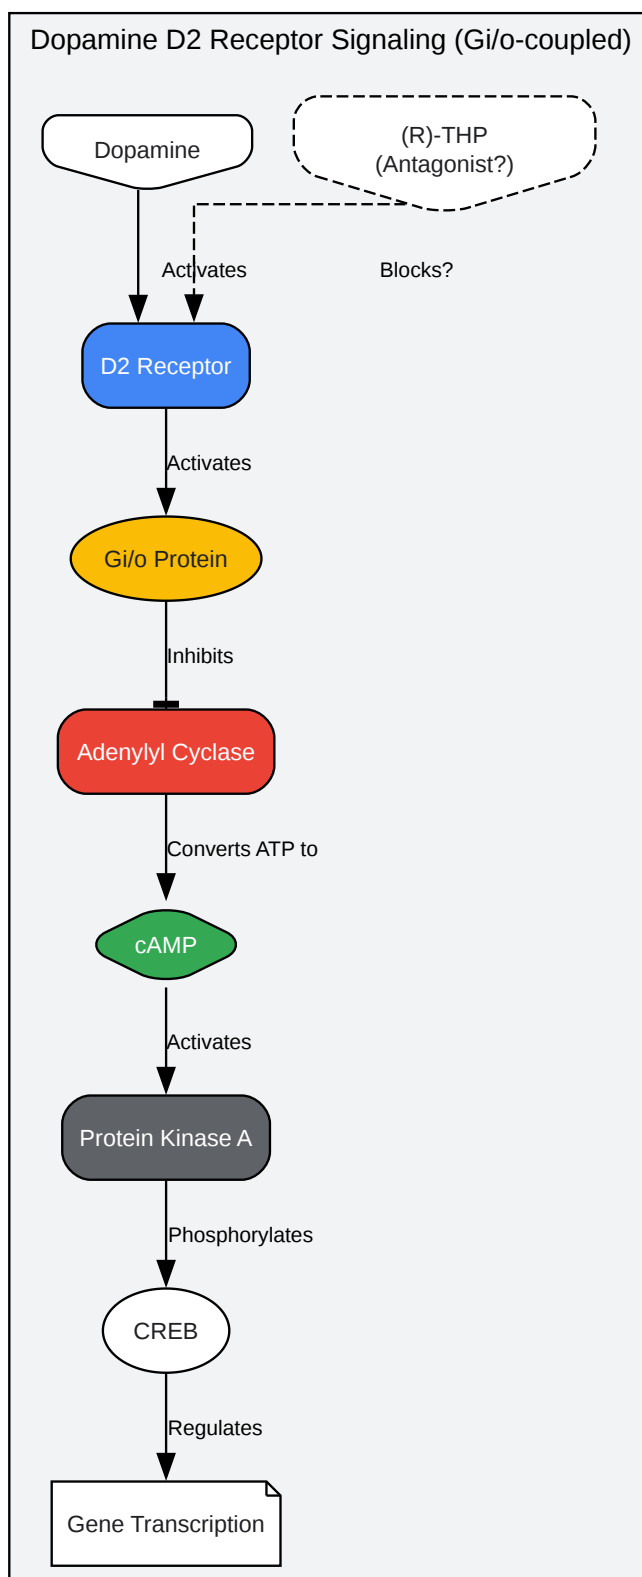 Dopamine D2 Receptor Signaling (Gi/o-coupled)
Dopamine
(R)-THP
(Antagonist?)
Activates
Blocks?
D2 Receptor
Activates
Gi/o Protein
Inhibits
Adenylyl Cyclase
Converts ATP to
cAMP
Activates
Protein Kinase A
Phosphorylates
CREB
Regulates
Gene Transcription